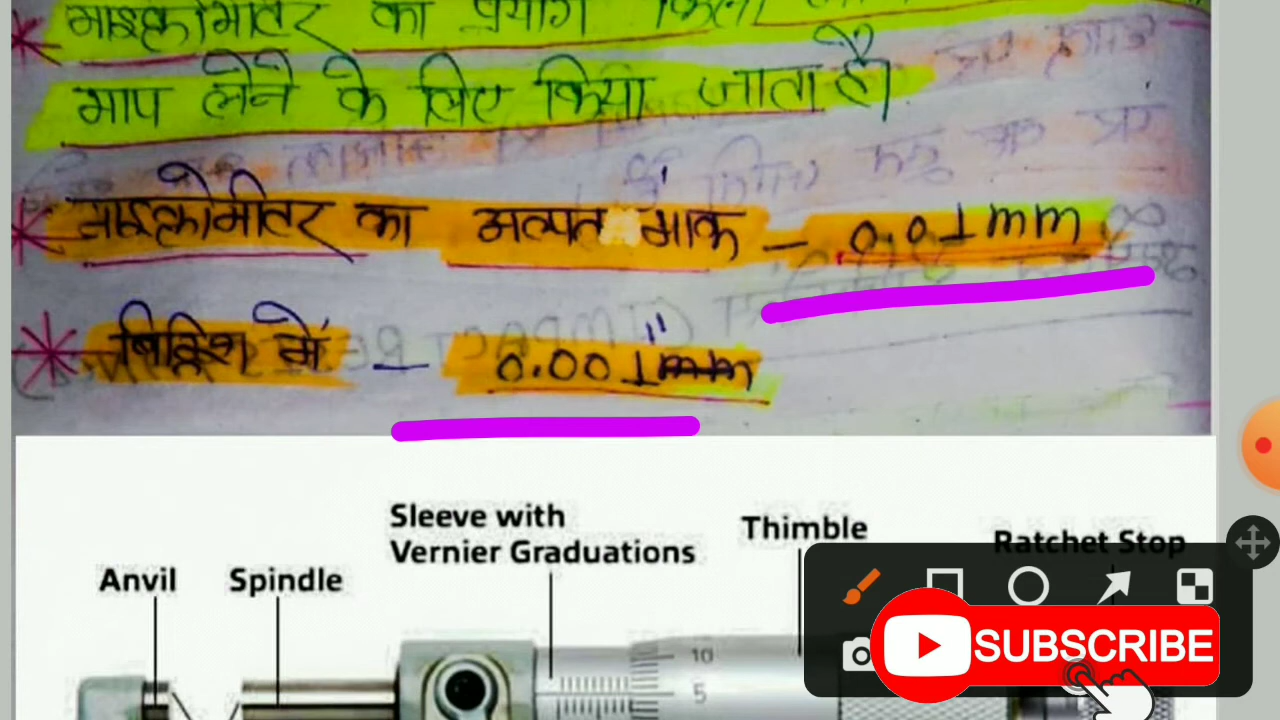 माइक्रोमीटर का प्रयोग
माप लेने के लिए किया जाता है।
माइक्रोमीटर का अल्पत माक - 0.01mm
ब्रिटिश में - 0.001"
Sleeve with
Vernier Graduations
Thimble
Ratchet Stop
Anvil Spindle
10
5
SUBSCRIBE